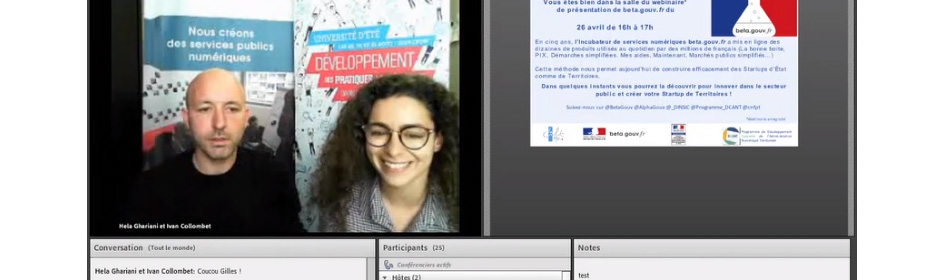 Nous créons
des services publics
numériques
UNIVERSITÉ D'ÉTÉ
DÉVELOPPEMENT
DES PRATIQUES
Hela Ghariani et Ivan Collombet
Vous êtes bien dans la salle du webinaire*
de présentation de beta.gouv.fr du
26 avril de 16h à 17h
beta.gouv.fr
En cinq ans, l'Incubateur de services numériques beta.gouv.fr a mis en ligne des
dizaines de produits utilisés au quotidien par des millions de français (La bonne boite,
PIX, Démarches simplifiées, Mes aides, Maintenant, Marchés publics simplifiés...)
Cette méthode nous permet aujourd'hui de construire efficacement des Startups d'État
comme de Territoires.
Dans quelques instants vous pourrez la découvrir pour innover dans le secteur
public et créer votre Startup de Territoires !
Suivez-nous sur @BetaGouv @AlphaGouv @_DINSIC @Programme_DCANT @cnfpt
beta.gouv.fr
Conversation (Tout le monde)
Hela Ghariani et Ivan Collombet: Coucou Gilles !
Participants (25)
Conférenciers actifs
Hôtes (2)
Notes
test